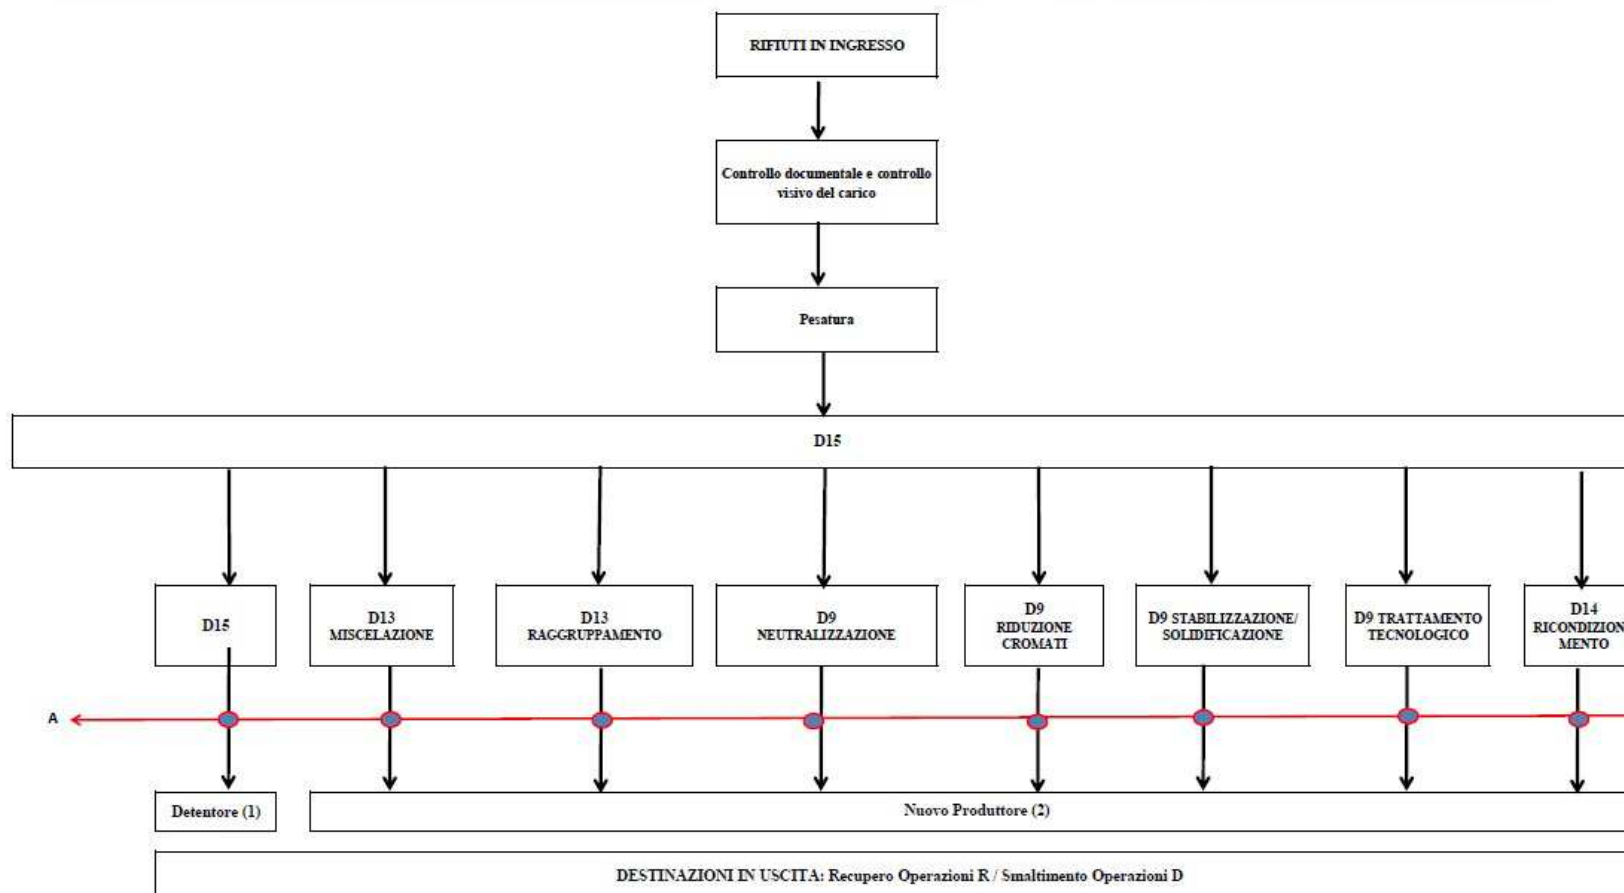 RIFIUTI IN INGRESSO
Controllo documentale e controllo
visivo del carico
Pesatura
D15
D15
D13
MISCELAZIONE
D13
RAGGRUPPAMENTO
D9
NEUTRALIZZAZIONE
D9
RIDUZIONE
CROMATI
D9 STABILIZZAZIONE/
SOLIDIFICAZIONE
D9 TRATTAMENTO
TECNOLOGICO
D14
RICONDIZION
MENTO
A
Detentore (1)
Nuovo Produttore (2)
DESTINAZIONI IN USCITA: Recupero Operazioni R / Smaltimento Operazioni D